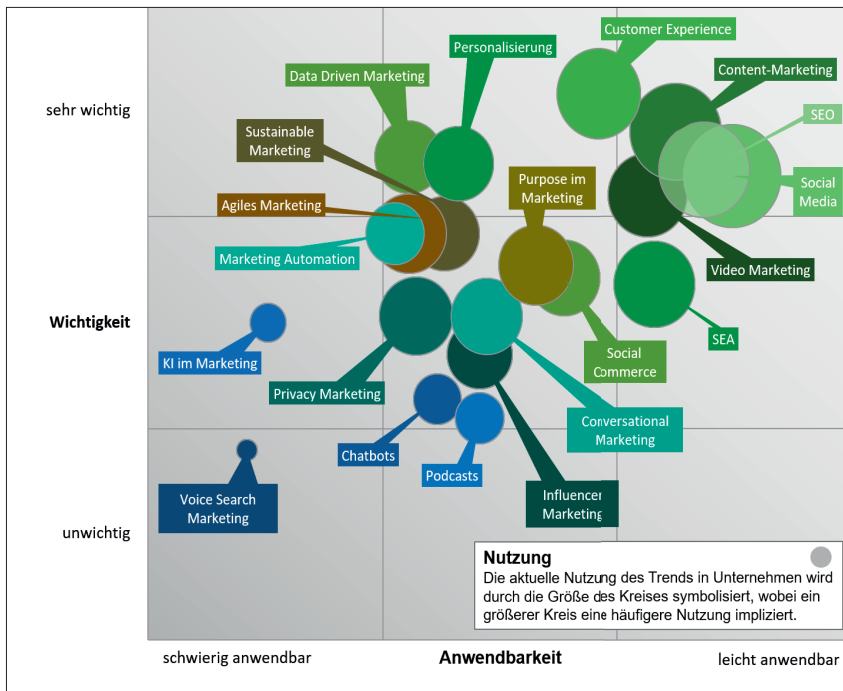 Customer Experience
Personalisierung
Content-Marketing
Data Driven Marketing
sehr wichtig
SEO
Sustainable
Marketing
Purpose im
Marketing
Social
Media
Agiles Marketing
Marketing Automation
Video Marketing
Wichtigkeit
SEA
KI im Marketing
Social
Commerce
Privacy Marketing
Conversational
Marketing
Chatbots
Podcasts
Voice Search
Marketing
Influencer
Marketing
unwichtig
Nutzung
Die aktuelle Nutzung des Trends in Unternehmen wird
durch die Größe des Kreises symbolisiert, wobei ein
größerer Kreis eine häufigere Nutzung impliziert.
schwierig anwendbar
Anwendbarkeit
leicht anwendbar